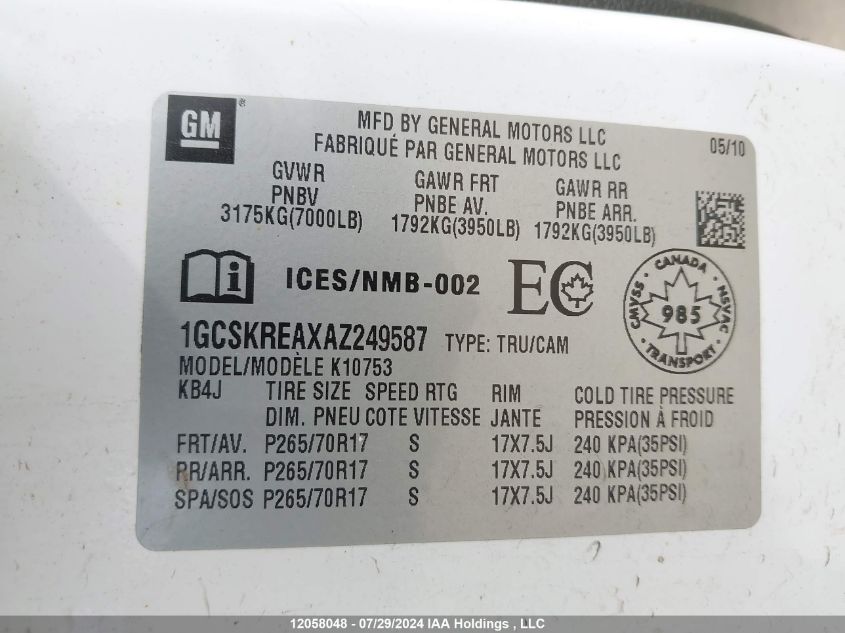 GM ®
MFD BY GENERAL MOTORS LLC
FABRIQUÉ PAR GENERAL MOTORS LLC
05/10
GVWR GAWR FRT GAWR RR
PNBV PNBE AV. PNBE ARR.
3175KG(7000LB) 1792KG(3950LB) 1792KG(3950LB)
i ICES/NMB-002 EC
CANADA
CMVSS 985 NSVAC
TRANSPORT
1GCSKREAXAZ249587 TYPE: TRU/CAM
MODEL/MODÈLE K10753
KB4J TIRE SIZE SPEED RTG RIM COLD TIRE PRESSURE
DIM. PNEU COTE VITESSE JANTE PRESSION À FROID
FRT/AV. P265/70R17 S 17X7.5J 240 KPA(35PSI)
RR/ARR. P265/70R17 S 17X7.5J 240 KPA(35PSI)
SPA/SOS P265/70R17 S 17X7.5J 240 KPA(35PSI)
12058048 - 07/29/2024 IAA Holdings , LLC